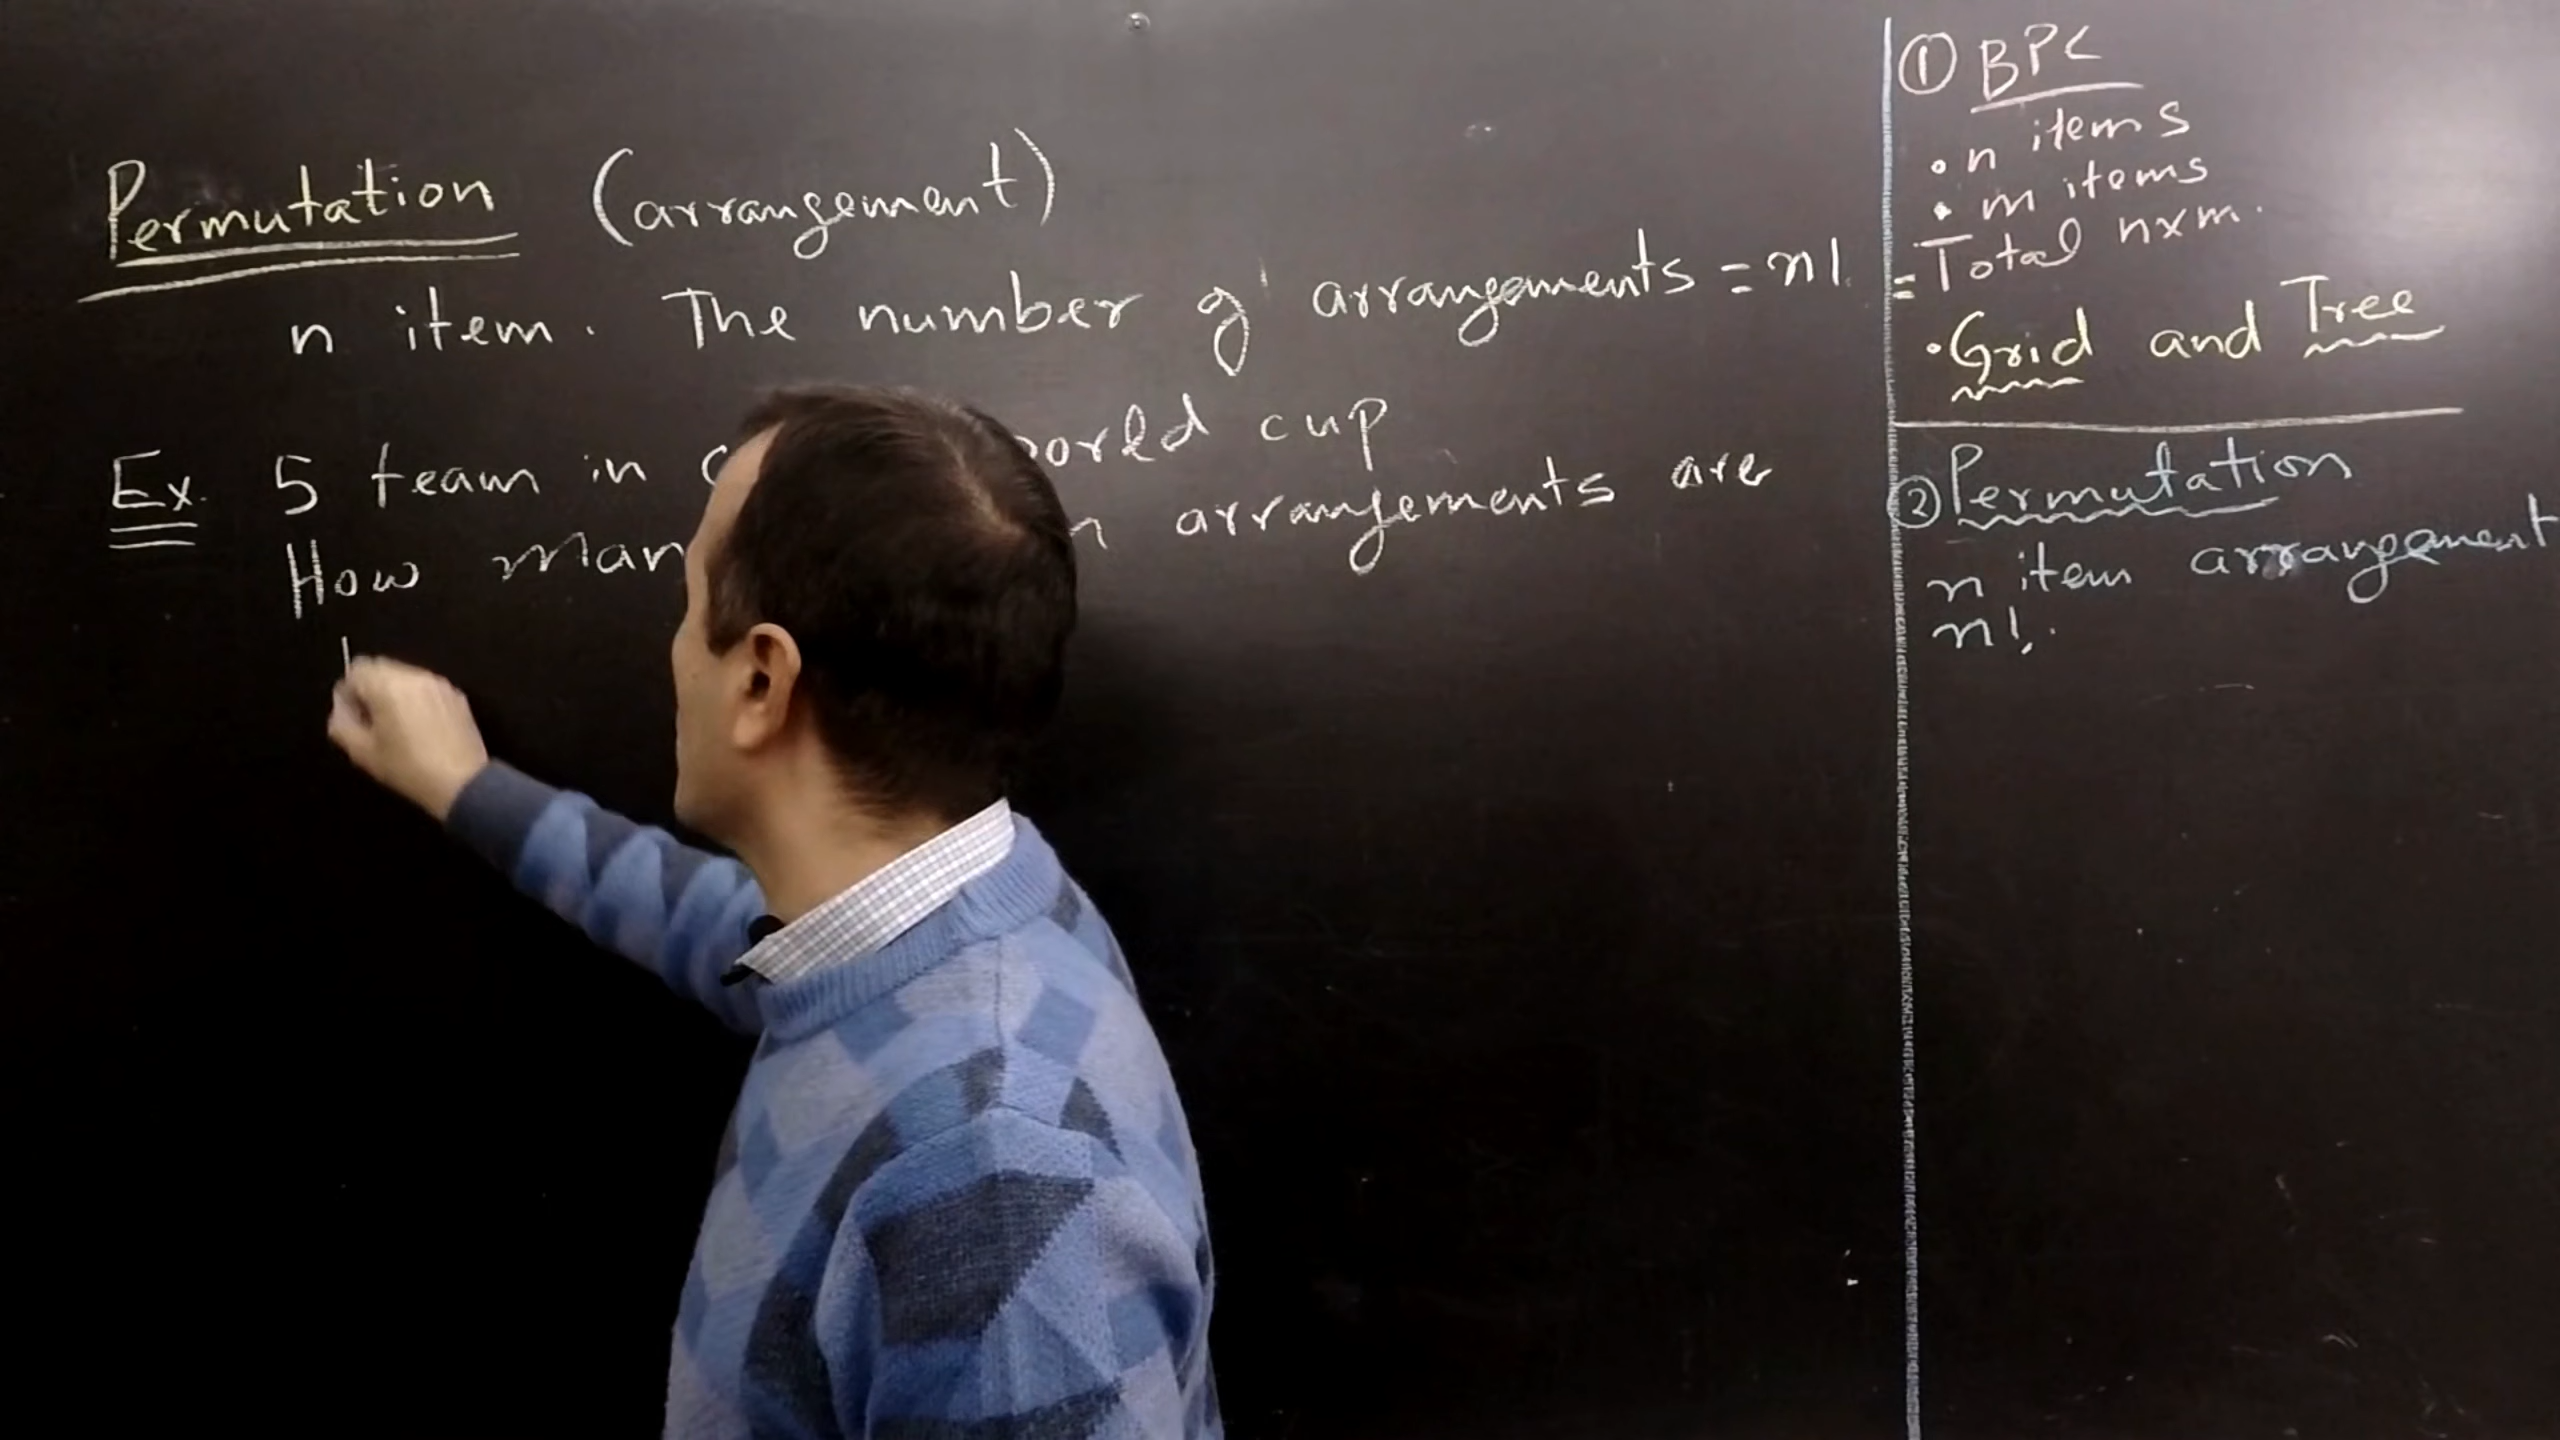 Permutation (arrangement)
n item. The number of arrangements = n!
Ex. 5 team in world cup
How arrangements are
① BPC
• n items
• m items
= Total n×m.
• Grid and Tree
② Permutation
n item arrangement
n!.